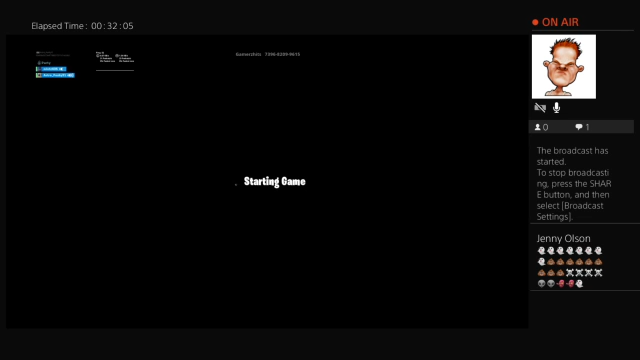 Elapsed Time : 00:32:05
ON AIR
Party
Starting Game
0
1
The broadcast has
started.
To stop broadcasti
ng, press the SHAR
E button, and then
select [Broadcast
Settings].
Jenny Olson